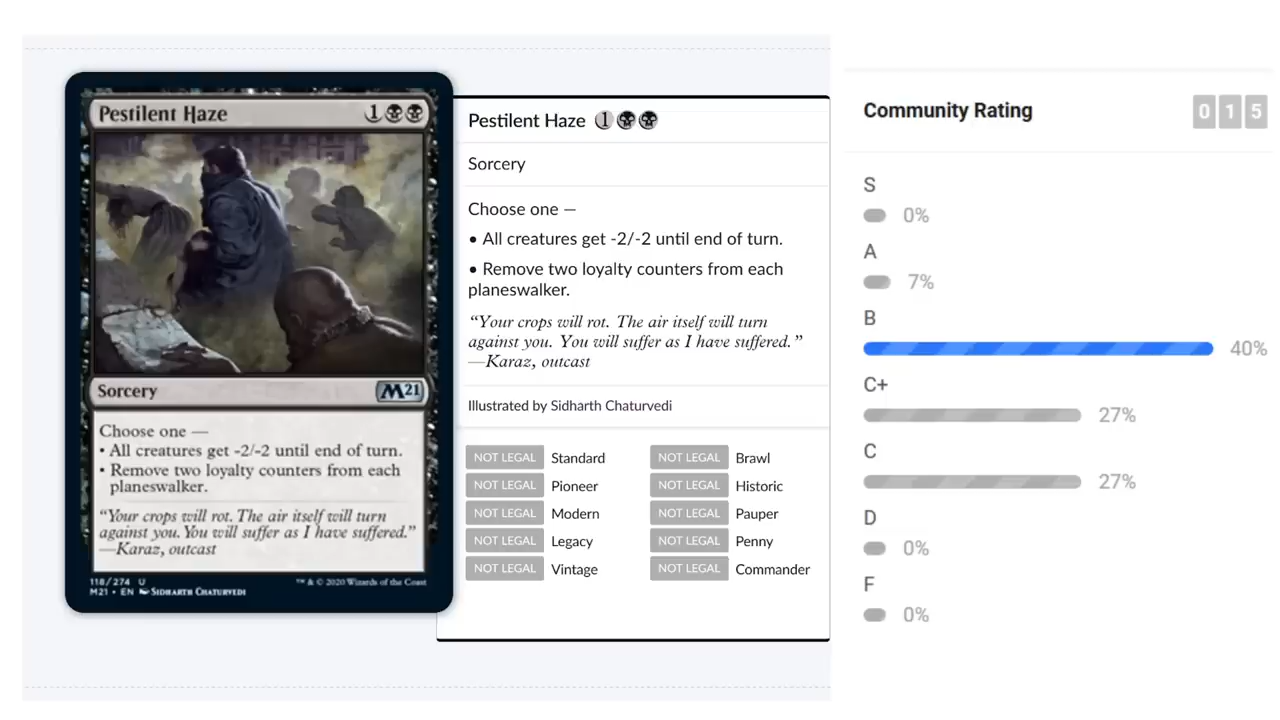 Pestilent Haze 1
Sorcery
M21
Choose one —
• All creatures get -2/-2 until end of turn.
• Remove two loyalty counters from each
planeswalker.
“Your crops will rot. The air itself will turn
against you. You will suffer as I have suffered.”
—Karaz, outcast
118/274 U
M21 • EN SIDHARTH CHATURVEDI
™ & © 2020 Wizards of the Coast
Pestilent Haze 1
Sorcery
Choose one —
• All creatures get -2/-2 until end of turn.
• Remove two loyalty counters from each
planeswalker.
“Your crops will rot. The air itself will turn
against you. You will suffer as I have suffered.”
—Karaz, outcast
Illustrated by Sidharth Chaturvedi
NOT LEGAL Standard NOT LEGAL Brawl
NOT LEGAL Pioneer NOT LEGAL Historic
NOT LEGAL Modern NOT LEGAL Pauper
NOT LEGAL Legacy NOT LEGAL Penny
NOT LEGAL Vintage NOT LEGAL Commander
Community Rating 0 1 5
S
0%
A
7%
B
40%
C+
27%
C
27%
D
0%
F
0%